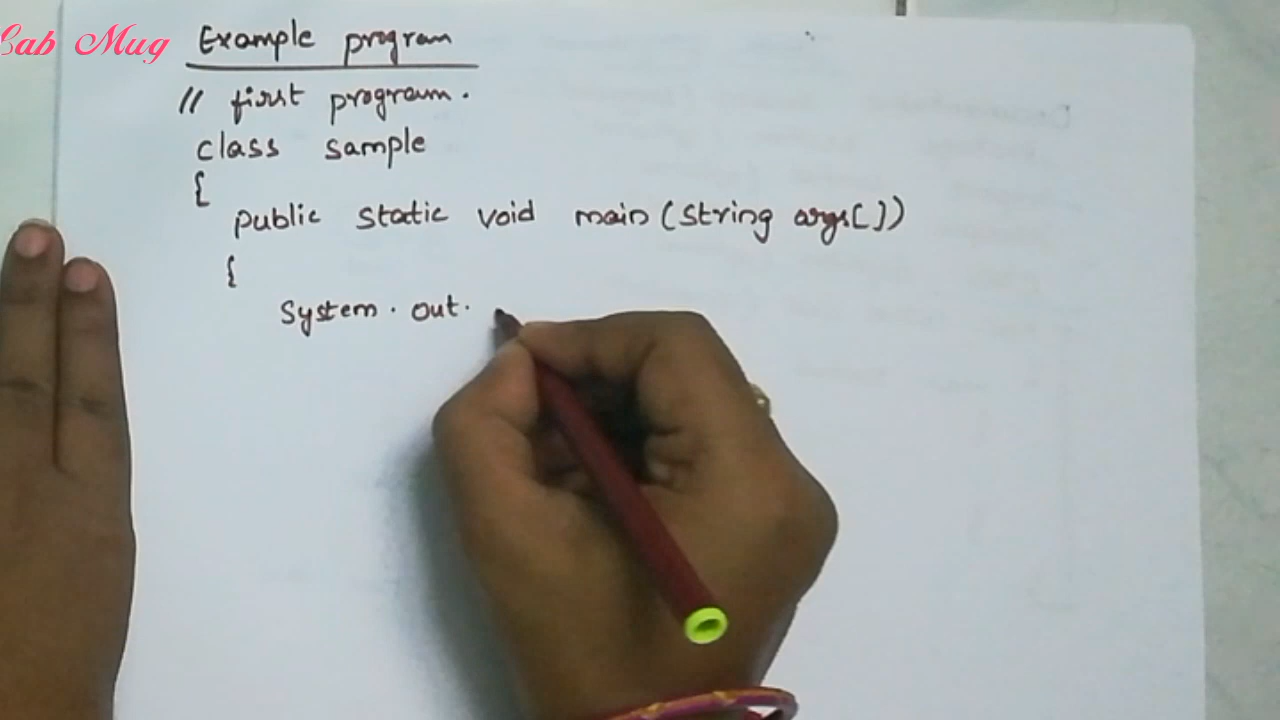 Lab Mug
Example program
// first program.
class sample
{
public static void main(String args[])
{
System. out.